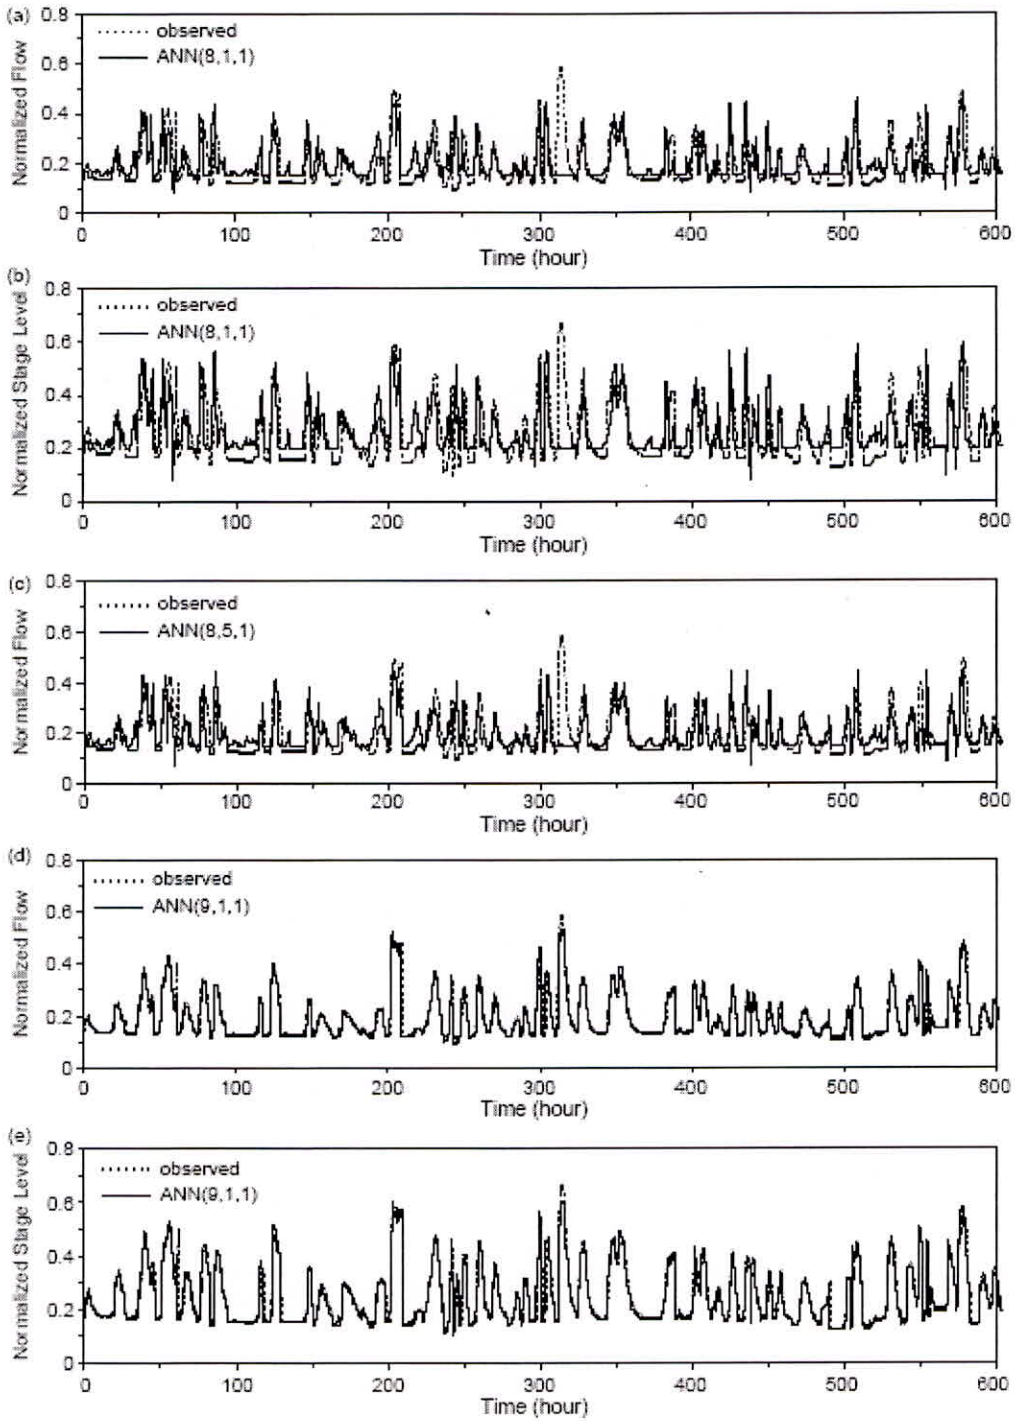 (a)
0.8
0.6
0.4
0.2
0
Normalized Flow
observed
ANN(8,1,1)
0 100 200 300 400 500 600
Time (hour)
(b)
0.8
0.6
0.4
0.2
0
Normalized Stage Level
observed
ANN(8,1,1)
0 100 200 300 400 500 600
Time (hour)
(c)
0.8
0.6
0.4
0.2
0
Normalized Flow
observed
ANN(8,5,1)
0 100 200 300 400 500 600
Time (hour)
(d)
0.8
0.6
0.4
0.2
0
Normalized Flow
observed
ANN(9,1,1)
0 100 200 300 400 500 600
Time (hour)
(e)
0.8
0.6
0.4
0.2
0
Normalized Stage Level
observed
ANN(9,1,1)
0 100 200 300 400 500 600
Time (hour)